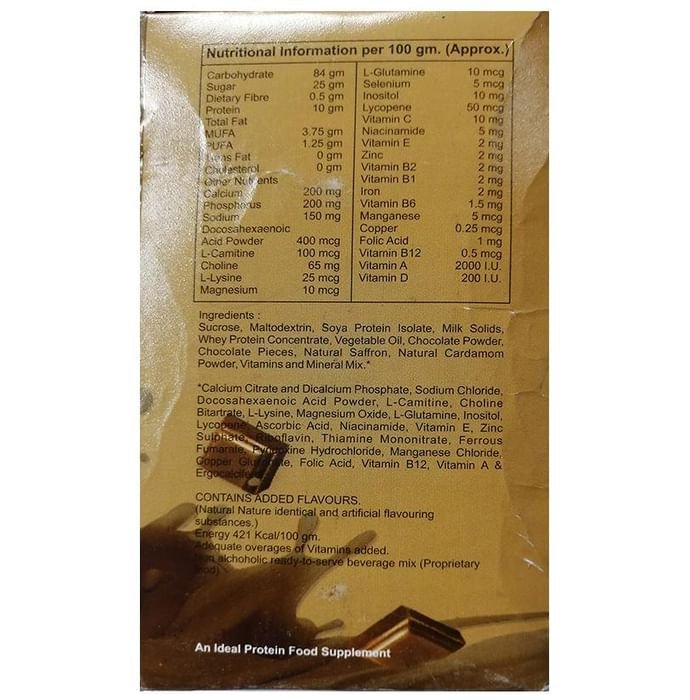 Nutritional Information per 100 gm. (Approx.)
Carbohydrate 84 gm
Sugar 25 gm
Dietary Fibre 0.5 gm
Protein 10 gm
Total Fat
MUFA 3.75 gm
PUFA 1.25 gm
Trans Fat 0 gm
Cholesterol 0 gm
Other Nutrients
Calcium 200 mg
Phosphorus 200 mg
Sodium 150 mg
Docosahexaenoic
Acid Powder 400 mcg
L-Carnitine 100 mcg
Choline 65 mg
L-Lysine 25 mcg
Magnesium 10 mcg
L-Glutamine 10 mcg
Selenium 5 mcg
Inositol 10 mg
Lycopene 50 mcg
Vitamin C 10 mg
Niacinamide 5 mg
Vitamin E 2 mg
Zinc 2 mg
Vitamin B2 2 mg
Vitamin B1 2 mg
Iron 2 mg
Vitamin B6 1.5 mg
Manganese 5 mcg
Copper 0.25 mcg
Folic Acid 1 mg
Vitamin B12 0.5 mcg
Vitamin A 2000 I.U.
Vitamin D 200 I.U.
Ingredients :
Sucrose, Maltodextrin, Soya Protein Isolate, Milk Solids,
Whey Protein Concentrate, Vegetable Oil, Chocolate Powder,
Chocolate Pieces, Natural Saffron, Natural Cardamom
Powder, Vitamins and Mineral Mix.*
*Calcium Citrate and Dicalcium Phosphate, Sodium Chloride,
Docosahexaenoic Acid Powder, L-Carnitine, Choline
Bitartrate, L-Lysine, Magnesium Oxide, L-Glutamine, Inositol,
Lycopene, Ascorbic Acid, Niacinamide, Vitamin E, Zinc
Sulphate, Riboflavin, Thiamine Mononitrate, Ferrous
Fumarate, Pyridoxine Hydrochloride, Manganese Chloride,
Copper Gluconate, Folic Acid, Vitamin B12, Vitamin A &
Ergocalciferol
CONTAINS ADDED FLAVOURS.
(Natural Nature identical and artificial flavouring
substances.)
Energy 421 Kcal/100 gm.
Adequate overages of Vitamins added.
Non alchoholic ready-to-serve beverage mix (Proprietary
food)
An Ideal Protein Food Supplement